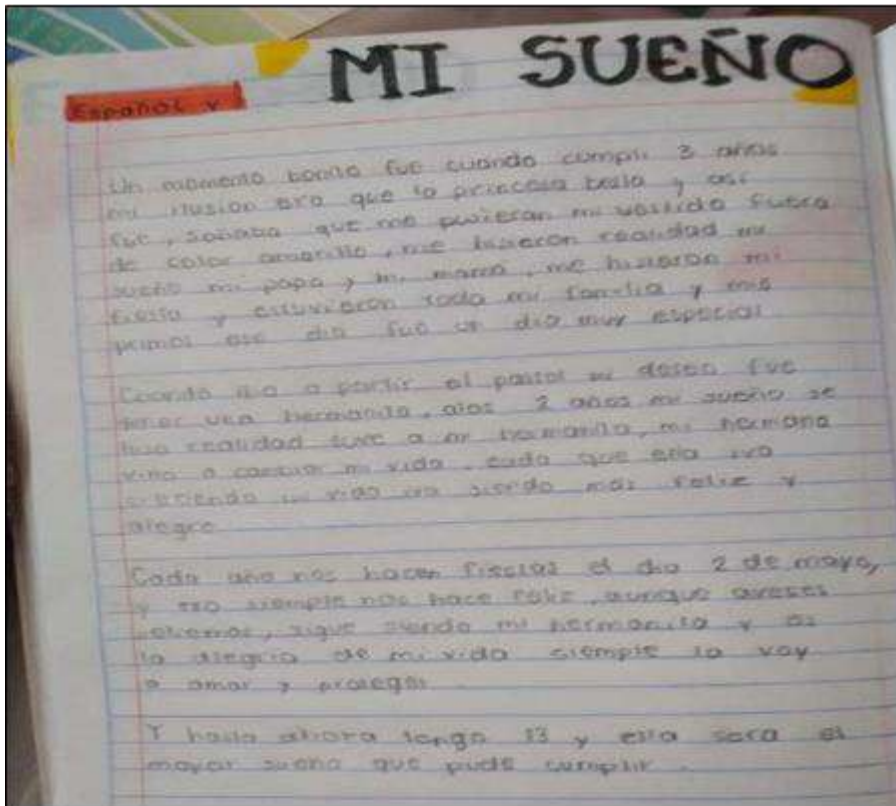 MI SUEÑO
Español y
Un momento bonito fue cuando cumpli 3 años
mi ilusion era que la princesa bella y asi
fue, soñaba que me pusieran mi vestido fuera
de color amarillo, me hicieron realidad mi
sueño mi papa y mi mama, me hicieron mi
fiesta y estuvieron toda mi familia y mis
primos ese dia fue un dia muy especial
Cuando iva a partir el pastel mi deseo fue
tener una hermanita, alos 2 años mi sueño se
hizo realidad tuve a mi hermanita, mi hermana
vino a cambiar mi vida, cada que ella iva
creciendo mi vida iva siendo más feliz y
alegre
Cada año nos hacen fiestas el dia 2 de mayo,
y eso siempre nos hace feliz, aunque aveses
peliemos, sigue siendo mi hermanita y es
la alegria de mi vida siempre la voy
a amar y proteger
Y hasta ahora tengo 13 y ella sera el
mayor sueño que pude cumplir.